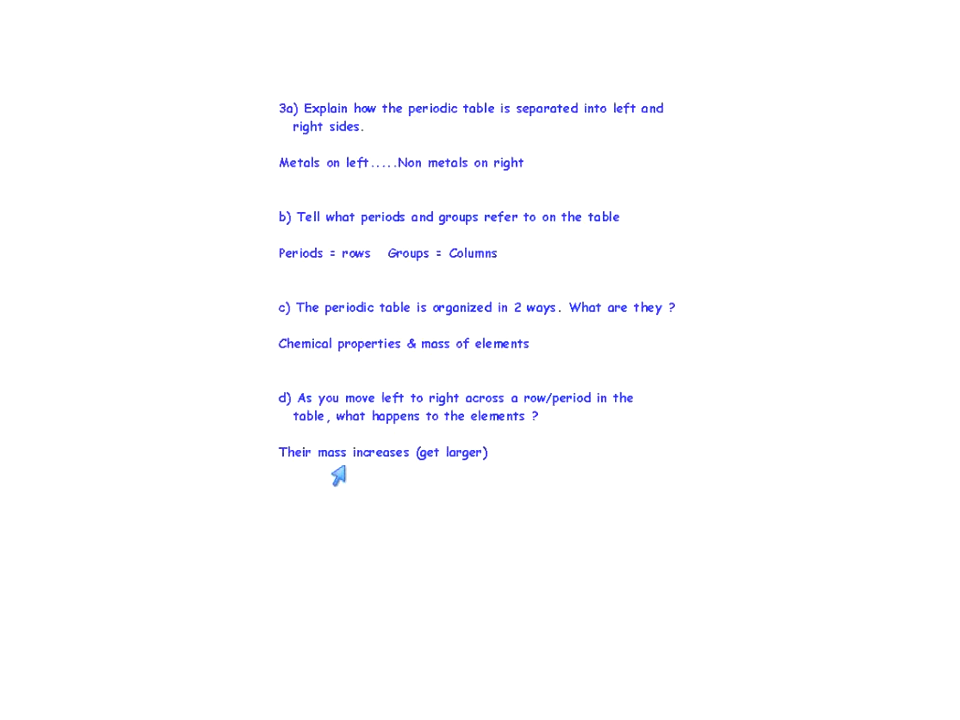 3a) Explain how the periodic table is separated into left and
right sides.
Metals on left.....Non metals on right
b) Tell what periods and groups refer to on the table
Periods = rows   Groups = Columns
c) The periodic table is organized in 2 ways. What are they ?
Chemical properties & mass of elements
d) As you move left to right across a row/period in the
table, what happens to the elements ?
Their mass increases (get larger)